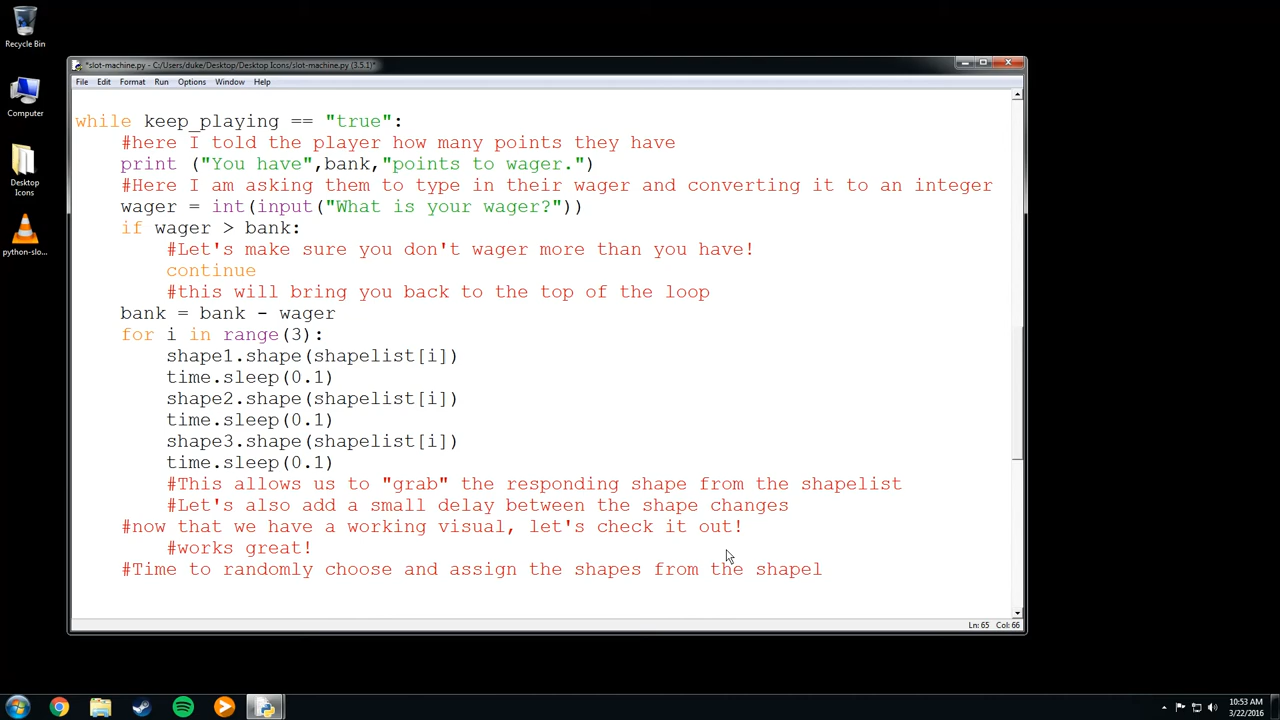 Recycle Bin
Computer
Desktop
Icons
python-slo...
*slot-machine.py - C:/Users/duke/Desktop/Desktop Icons/slot-machine.py (3.5.1)*
File Edit Format Run Options Window Help
while keep_playing == "true":
#here I told the player how many points they have
print ("You have",bank,"points to wager.")
#Here I am asking them to type in their wager and converting it to an integer
wager = int(input("What is your wager?"))
if wager > bank:
#Let's make sure you don't wager more than you have!
continue
#this will bring you back to the top of the loop
bank = bank - wager
for i in range(3):
shape1.shape(shapelist[i])
time.sleep(0.1)
shape2.shape(shapelist[i])
time.sleep(0.1)
shape3.shape(shapelist[i])
time.sleep(0.1)
#This allows us to "grab" the responding shape from the shapelist
#Let's also add a small delay between the shape changes
#now that we have a working visual, let's check it out!
#works great!
#Time to randomly choose and assign the shapes from the shapel
Ln: 65 Col: 66
10:53 AM
3/22/2016